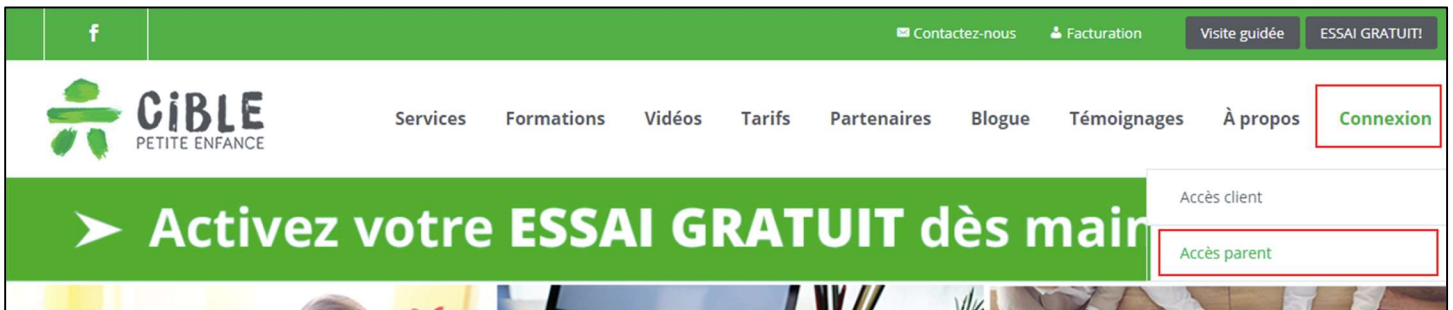 f
Contactez-nous Facturation Visite guidée ESSAI GRATUIT!
CiBLE
PETITE ENFANCE
Services Formations Vidéos Tarifs Partenaires Blogue Témoignages À propos Connexion
Accès client
Activez votre ESSAI GRATUIT dès main
Accès parent